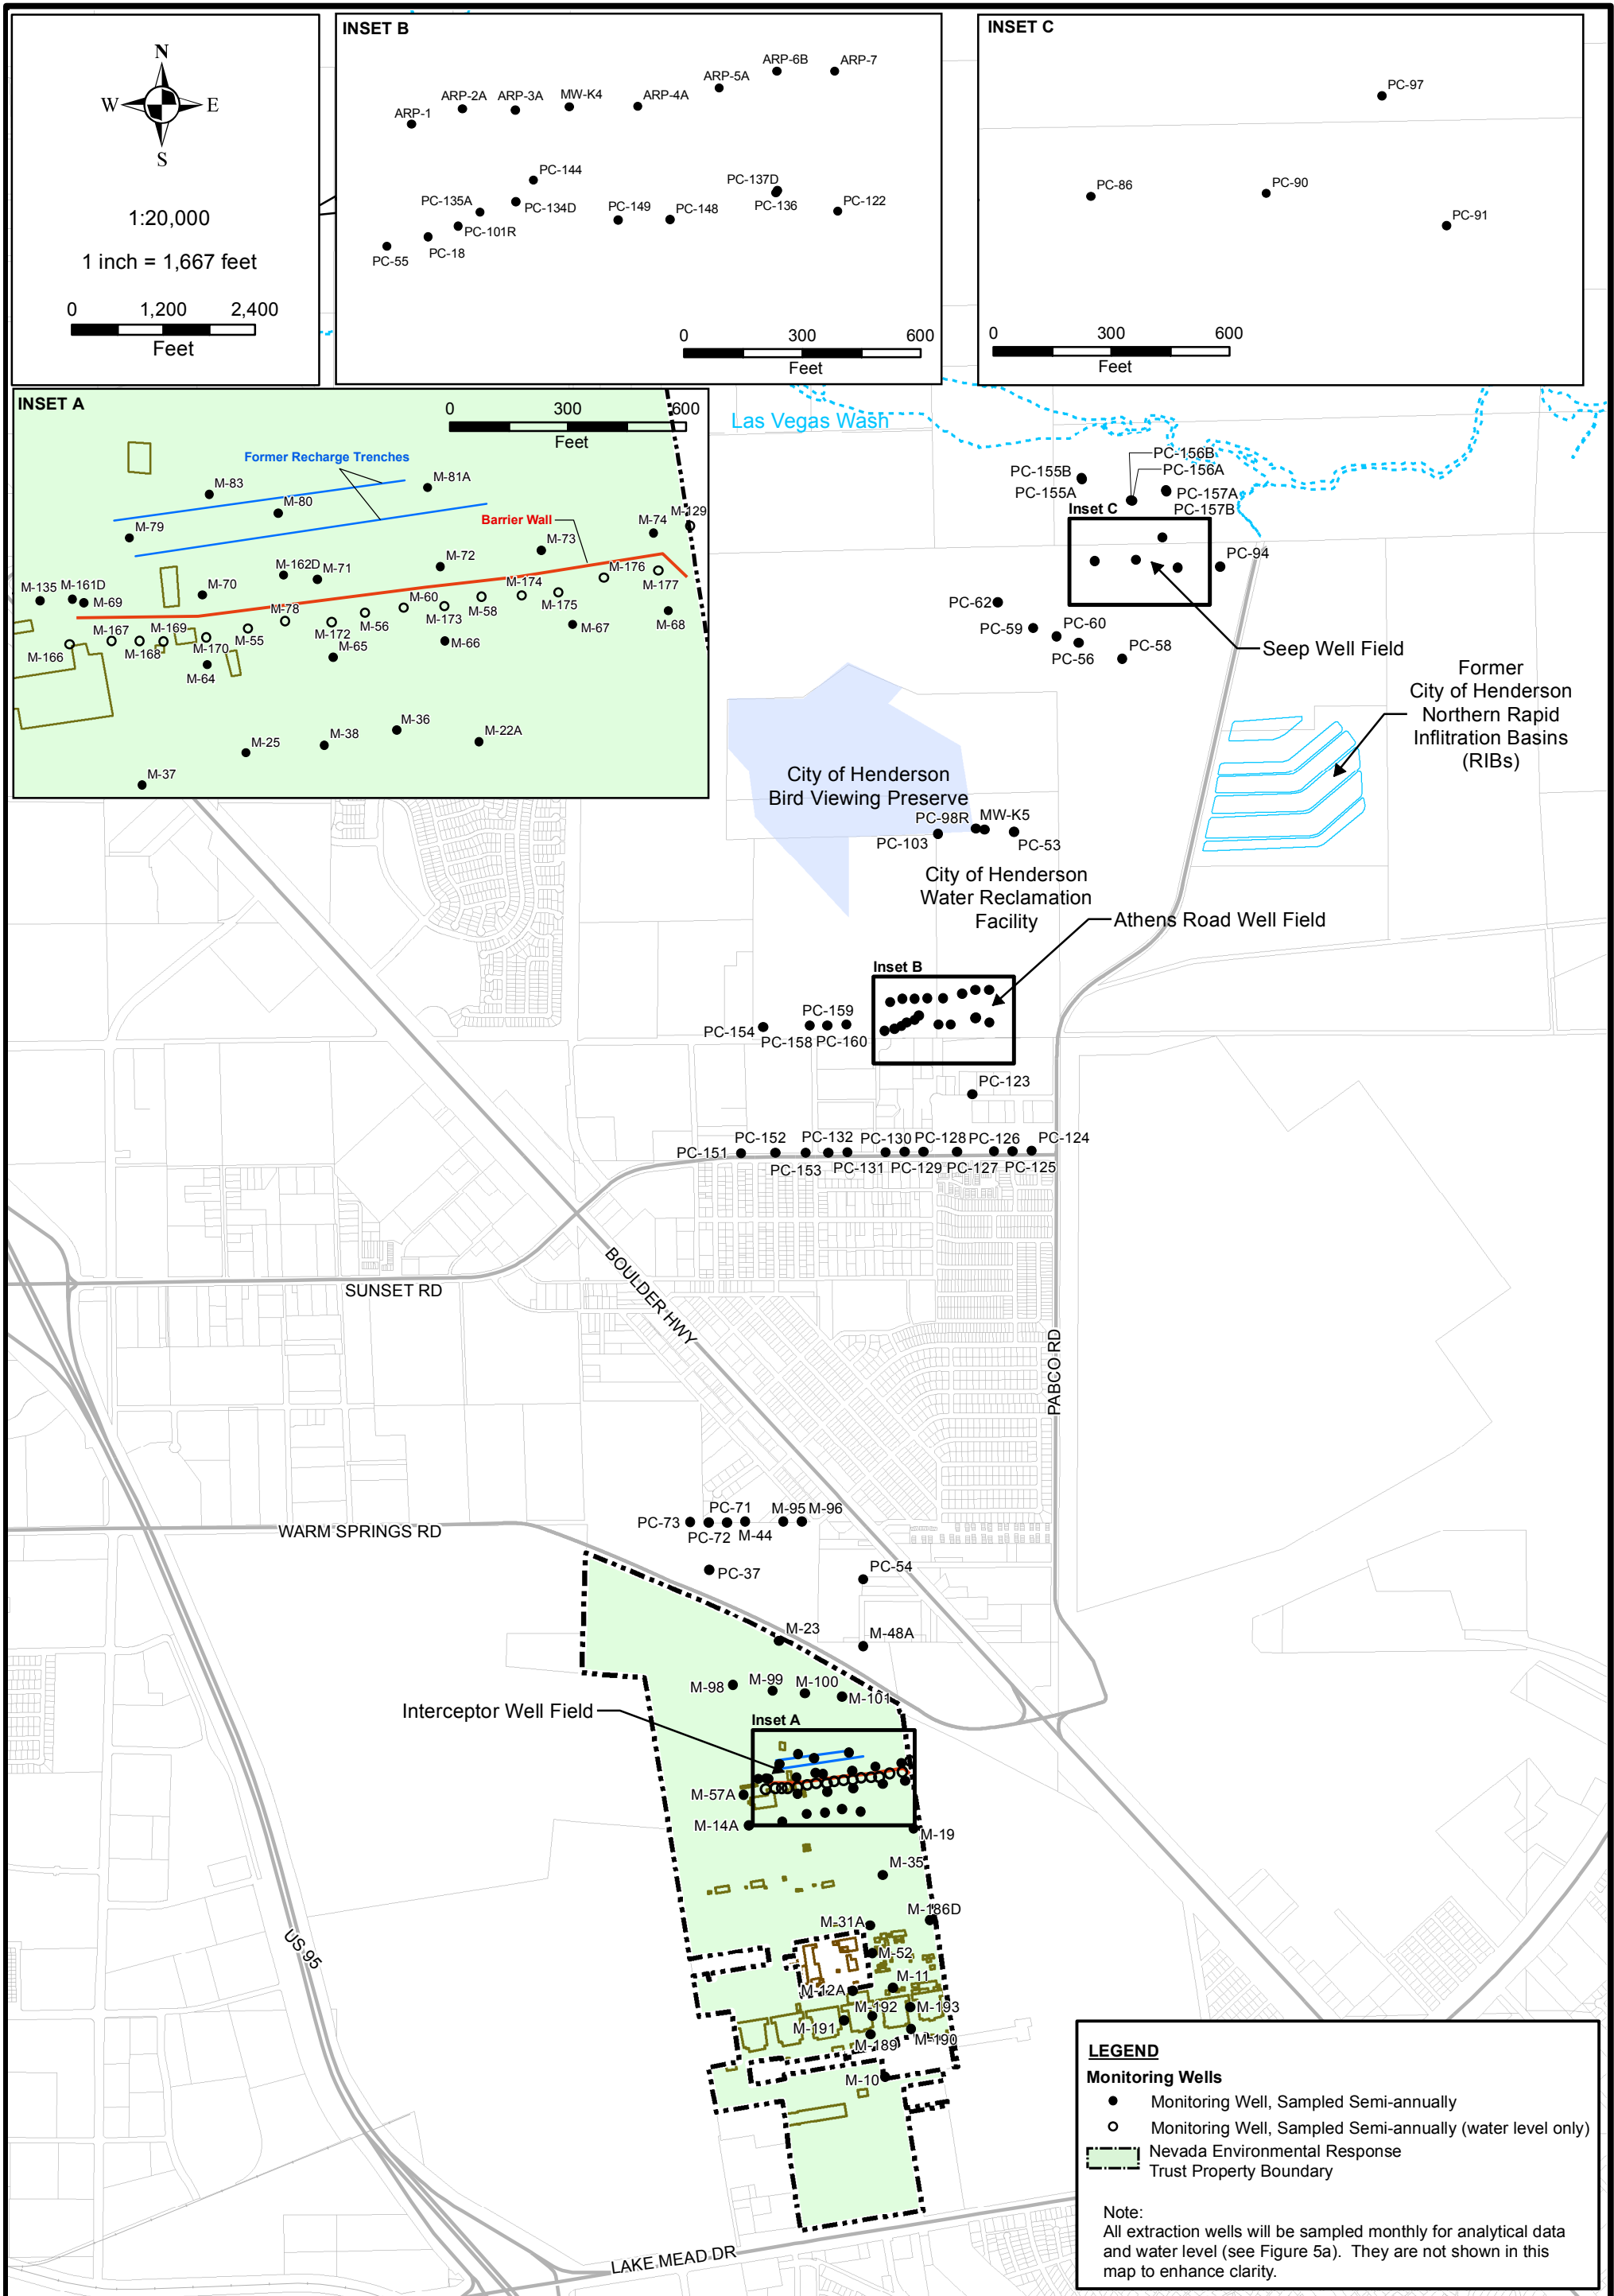 N
W
E
S
1:20,000
1 inch = 1,667 feet
0 1,200 2,400
Feet
INSET B
ARP-1
ARP-2A
ARP-3A
MW-K4
ARP-4A
ARP-5A
ARP-6B
ARP-7
PC-144
PC-135A
PC-134D
PC-101R
PC-18
PC-55
PC-149
PC-148
PC-137D
PC-136
PC-122
0 300 600
Feet
INSET C
PC-97
PC-86
PC-90
PC-91
0 300 600
Feet
INSET A
0 300 600
Feet
Former Recharge Trenches
Barrier Wall
M-83
M-81A
M-80
M-79
M-74
M-129
M-73
M-72
M-162D
M-71
M-70
M-135
M-161D
M-69
M-176
M-177
M-174
M-175
M-60
M-58
M-173
M-78
M-56
M-172
M-55
M-167
M-169
M-168
M-170
M-166
M-64
M-65
M-66
M-67
M-68
M-36
M-38
M-22A
M-25
M-37
Las Vegas Wash
PC-156B
PC-156A
PC-155B
PC-155A
PC-157A
PC-157B
Inset C
PC-94
PC-62
PC-59
PC-60
PC-56
PC-58
Seep Well Field
Former
City of Henderson
Northern Rapid
Inflitration Basins
(RIBs)
City of Henderson
Bird Viewing Preserve
PC-98R
MW-K5
PC-103
PC-53
City of Henderson
Water Reclamation
Facility
Athens Road Well Field
Inset B
PC-159
PC-154
PC-158
PC-160
PC-123
PC-152
PC-132
PC-130
PC-128
PC-126
PC-124
PC-151
PC-153
PC-131
PC-129
PC-127
PC-125
SUNSET RD
BOULDER HWY
PABCO RD
WARM SPRINGS RD
PC-71
M-95
M-96
PC-73
PC-72
M-44
PC-37
PC-54
M-23
M-48A
M-98
M-99
M-100
M-101
Interceptor Well Field
Inset A
M-57A
M-14A
M-19
M-35
M-186D
M-31A
M-52
M-11
M-12A
M-192
M-193
M-191
M-189
M-190
M-10
US 95
LAKE MEAD DR
LEGEND
Monitoring Wells
Monitoring Well, Sampled Semi-annually
Monitoring Well, Sampled Semi-annually (water level only)
Nevada Environmental Response
Trust Property Boundary
Note:
All extraction wells will be sampled monthly for analytical data
and water level (see Figure 5a). They are not shown in this
map to enhance clarity.